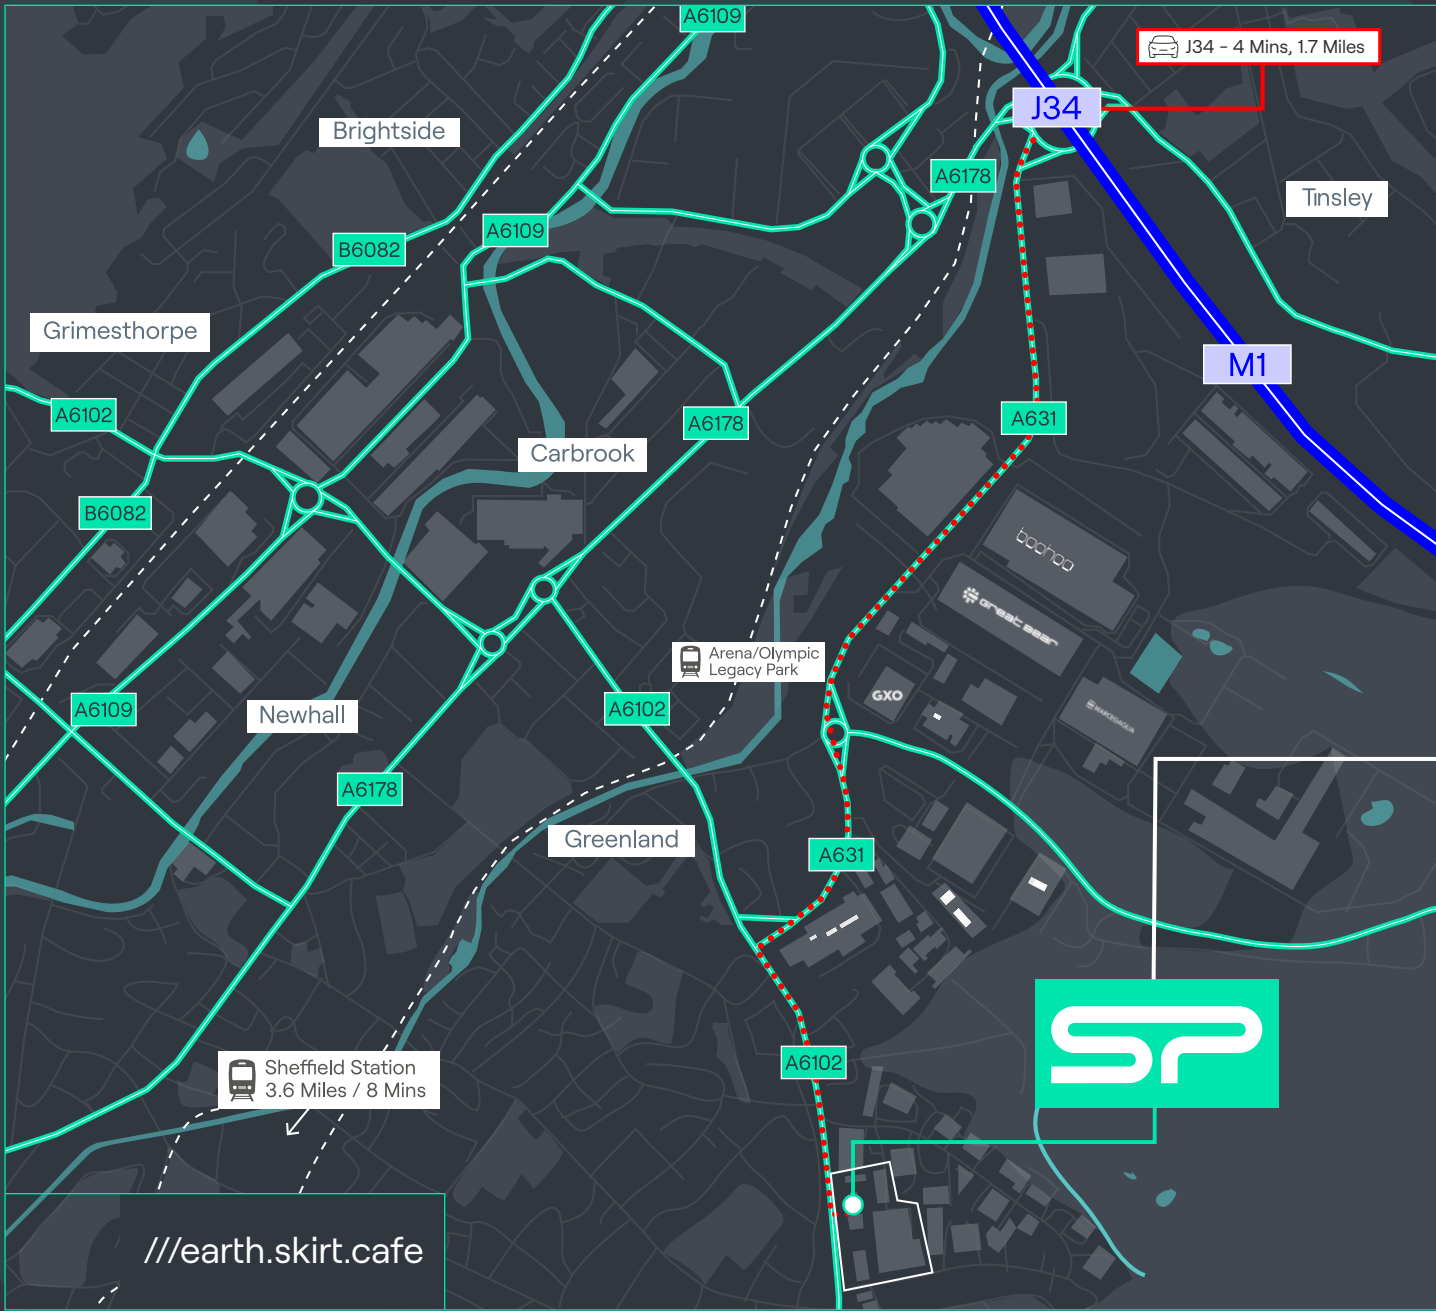 A6109
J34 - 4 Mins, 1.7 Miles
J34
Brightside
A6178
Tinsley
A6109
B6082
Grimesthorpe
M1
A6102
A6178
A631
Carbrook
B6082
boohoo
Great Bear
Arena/Olympic
Legacy Park
GXO
A6109
Newhall
A6102
MARCEGAGLIA
A6178
Greenland
A631
SP
A6102
Sheffield Station
3.6 Miles / 8 Mins
///earth.skirt.cafe